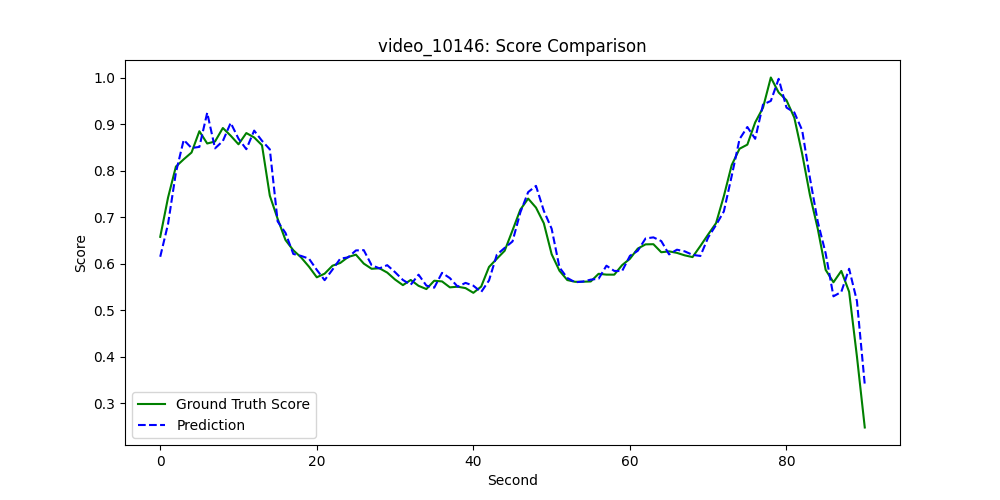 video_10146: Score Comparison
Score
1.0
0.9
0.8
0.7
0.6
0.5
0.4
0.3
Ground Truth Score
Prediction
0 20 40 60 80
Second